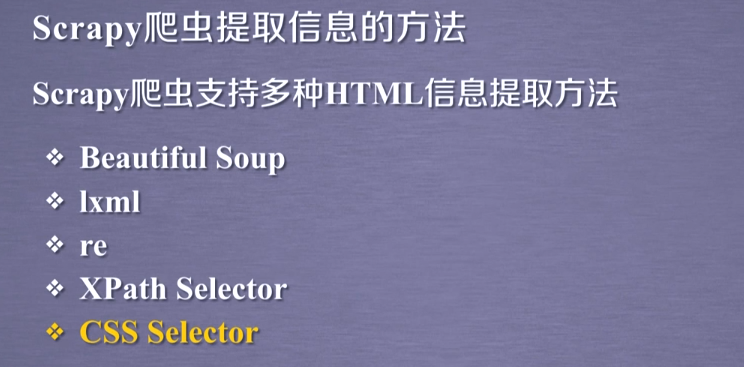 Scrapy爬虫提取信息的方法
Scrapy爬虫支持多种HTML信息提取方法
❖ Beautiful Soup
❖ lxml
❖ re
❖ XPath Selector
❖ CSS Selector